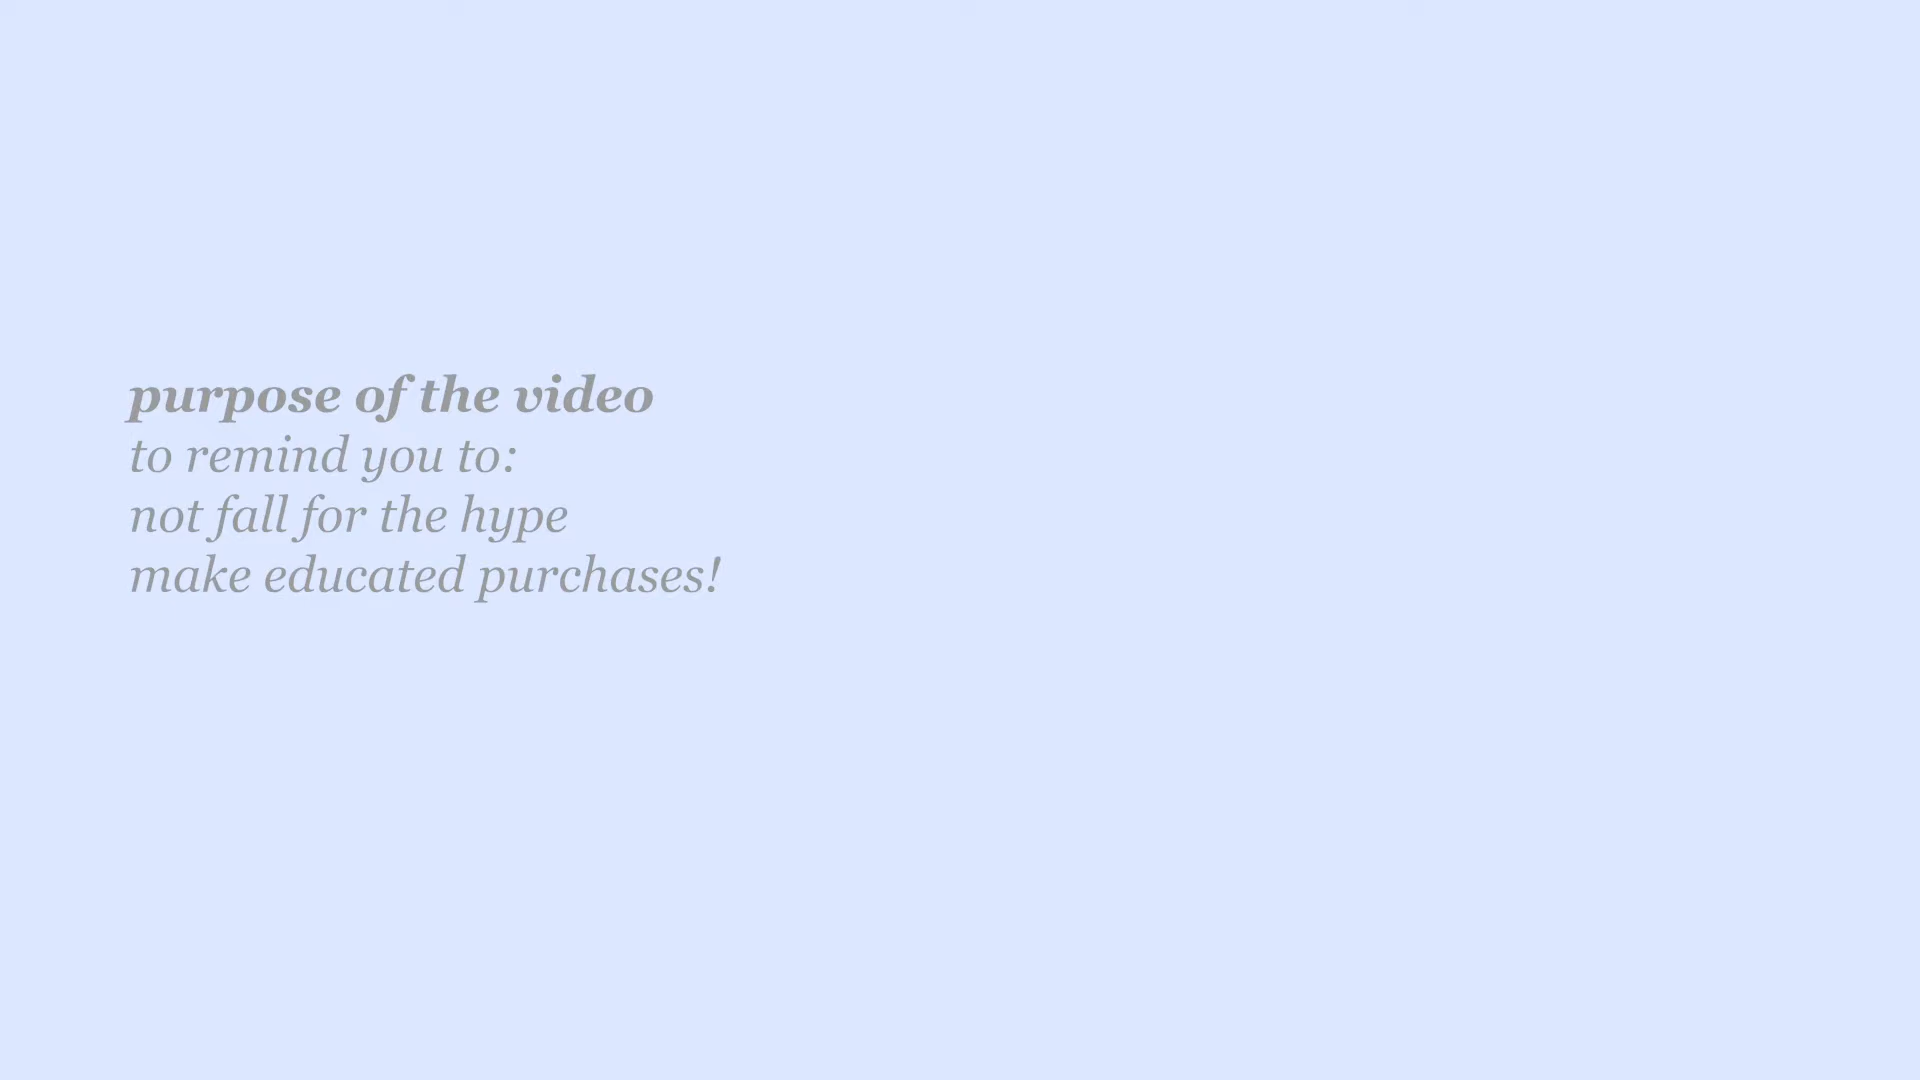 purpose of the video
to remind you to:
not fall for the hype
make educated purchases!